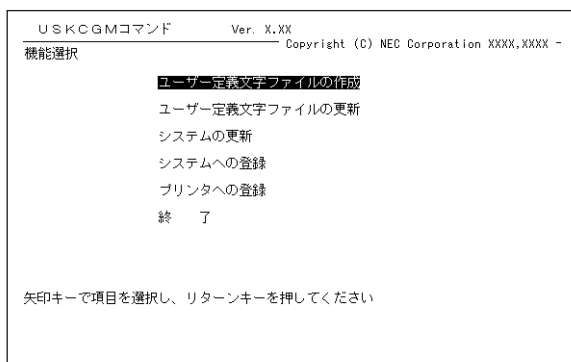 ＵＳＫＣＧＭコマンド　　　Ver. X.XX
Copyright (C) NEC Corporation XXXX,XXXX
機能選択
ユーザー定義文字ファイルの作成
ユーザー定義文字ファイルの更新
システムの更新
システムへの登録
プリンタへの登録
終　　了
矢印キーで項目を選択し、リターンキーを押してください